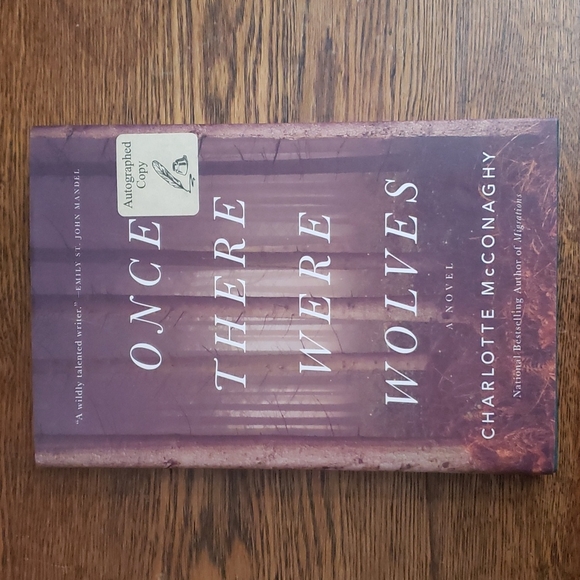 "A wildly talented writer." —EMILY ST. JOHN MANDEL
Autographed
Copy
ONCE
THERE
WERE
WOLVES
A NOVEL
CHARLOTTE McCONAGHY
National Bestselling Author of Migrations